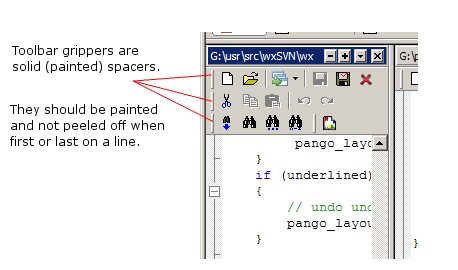 Toolbar grippers are
solid (painted) spacers.
They should be painted
and not peeled off when
first or last on a line.
G:\usr\src\wxSVN\wx
G:\
pango_layo
}
if (underlined)
{
// undo und
pango_layou
}
}